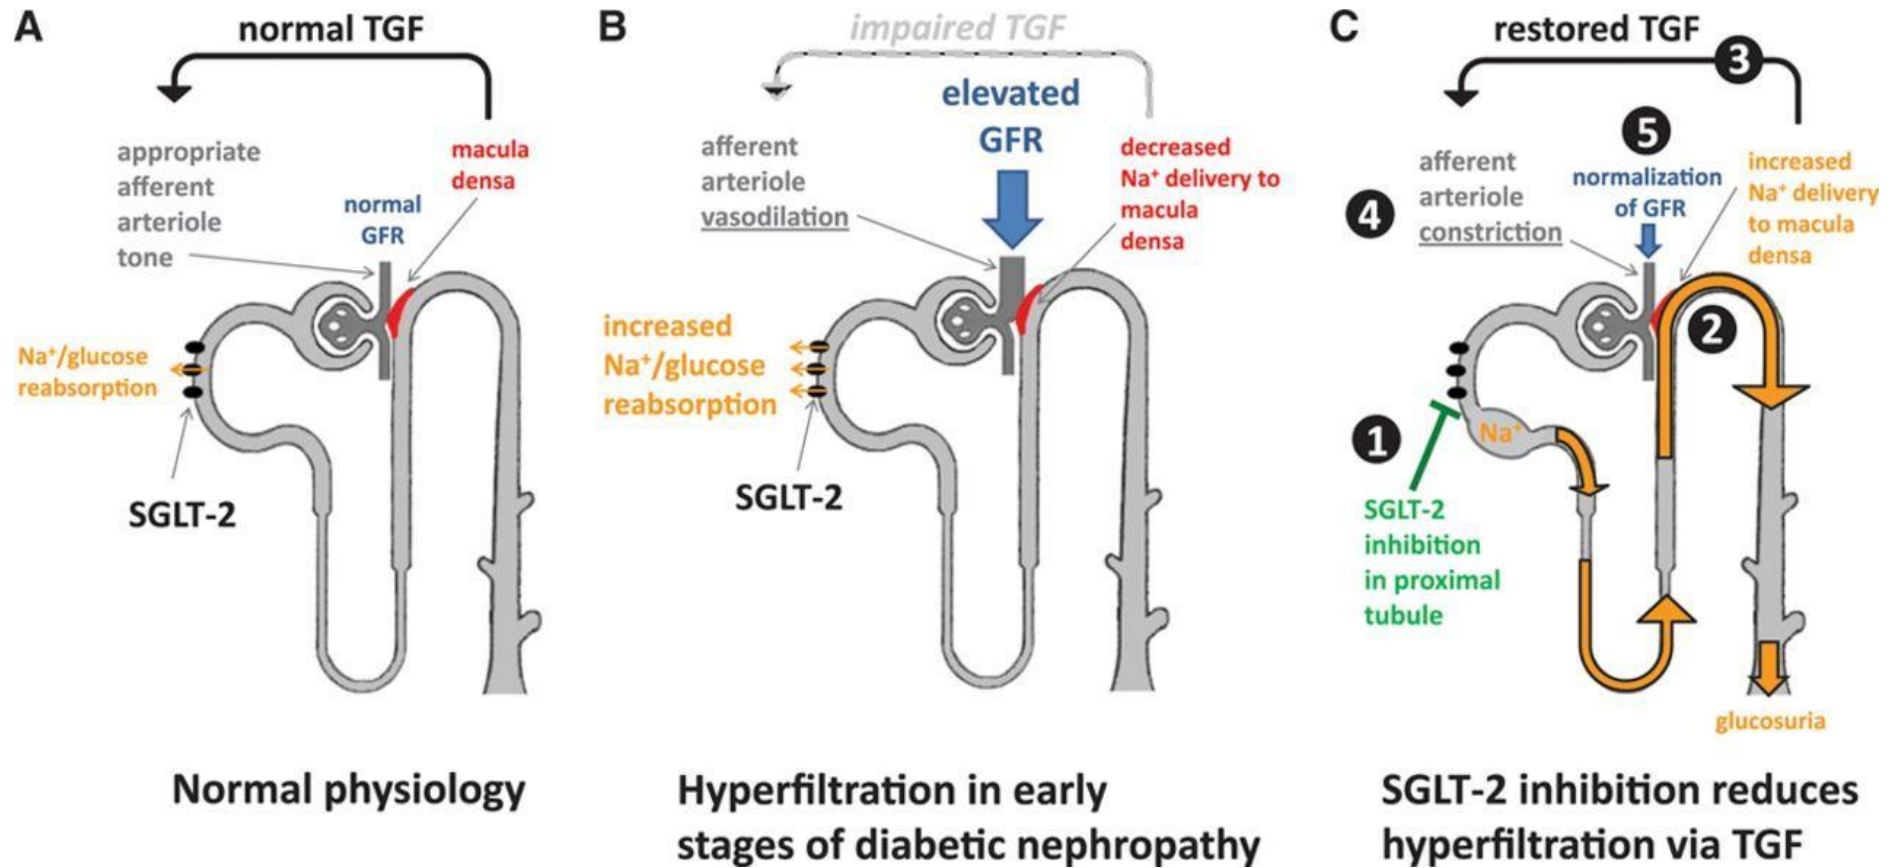 A
normal TGF
appropriate
afferent
arteriole
tone
normal
GFR
macula
densa
Na⁺/glucose
reabsorption
SGLT-2
Normal physiology
B
impaired TGF
elevated
GFR
afferent
arteriole
vasodilation
decreased
Na⁺ delivery to
macula
densa
increased
Na⁺/glucose
reabsorption
SGLT-2
Hyperfiltration in early
stages of diabetic nephropathy
C
restored TGF
3
5
afferent
arteriole
constriction
4
normalization
of GFR
increased
Na⁺ delivery
to macula
densa
2
1
Na⁺
SGLT-2
inhibition
in proximal
tubule
glucosuria
SGLT-2 inhibition reduces
hyperfiltration via TGF